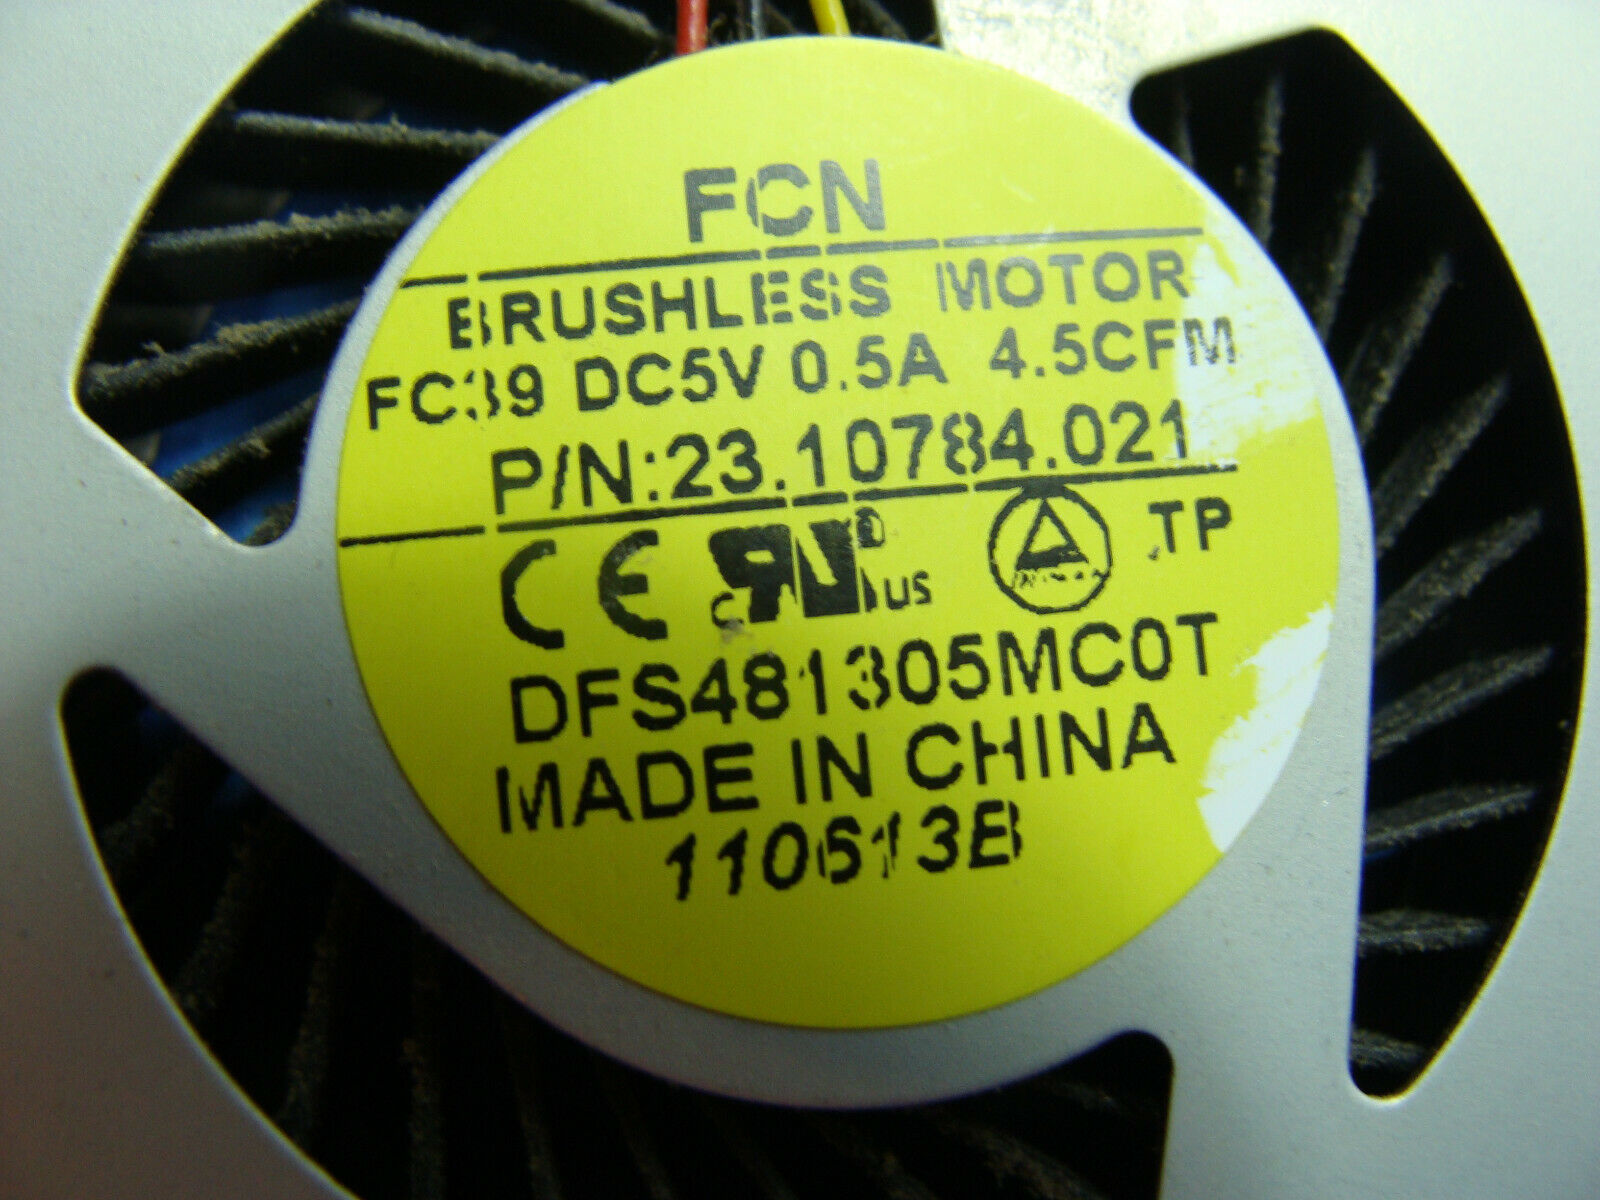 FCN
BRUSHLESS MOTOR
FC39 DC5V 0.5A 4.5CFM
P/N:23.10784.021
CE c RU US TP
DFS481305MC0T
MADE IN CHINA
110613B